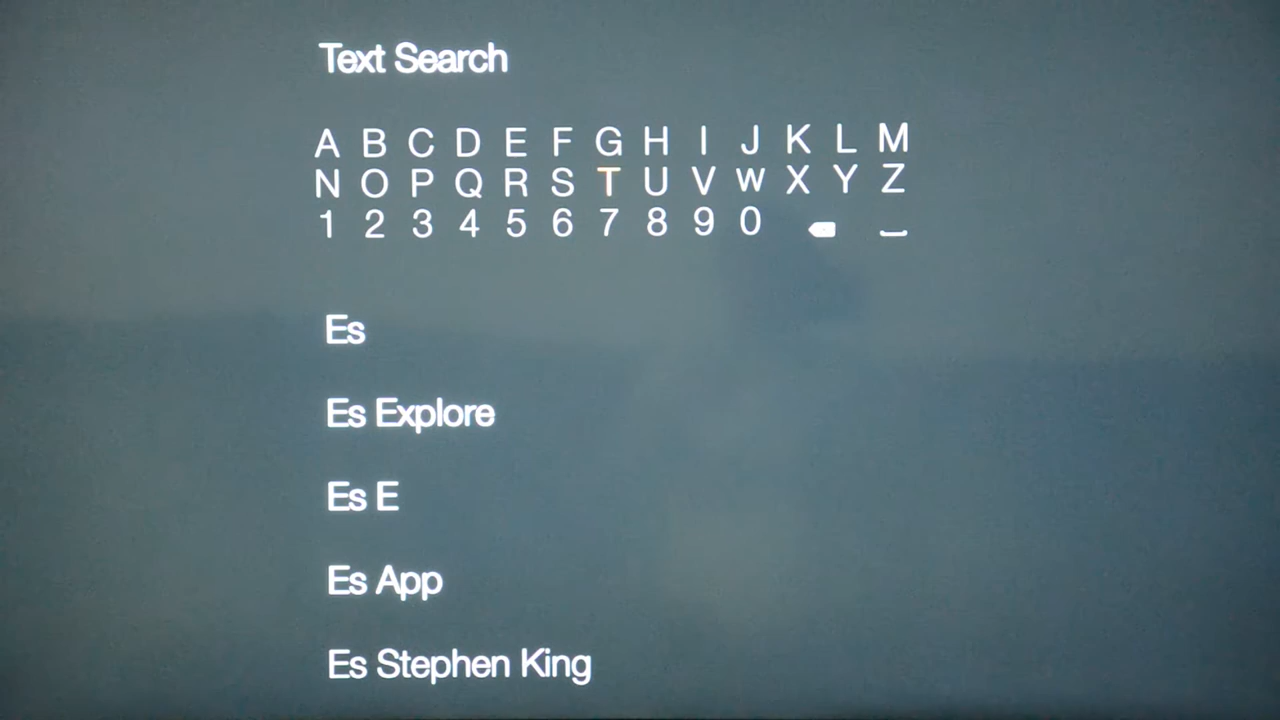 Text Search
A B C D E F G H I J K L M
N O P Q R S T U V W X Y Z
1 2 3 4 5 6 7 8 9 0
Es
Es Explore
Es E
Es App
Es Stephen King